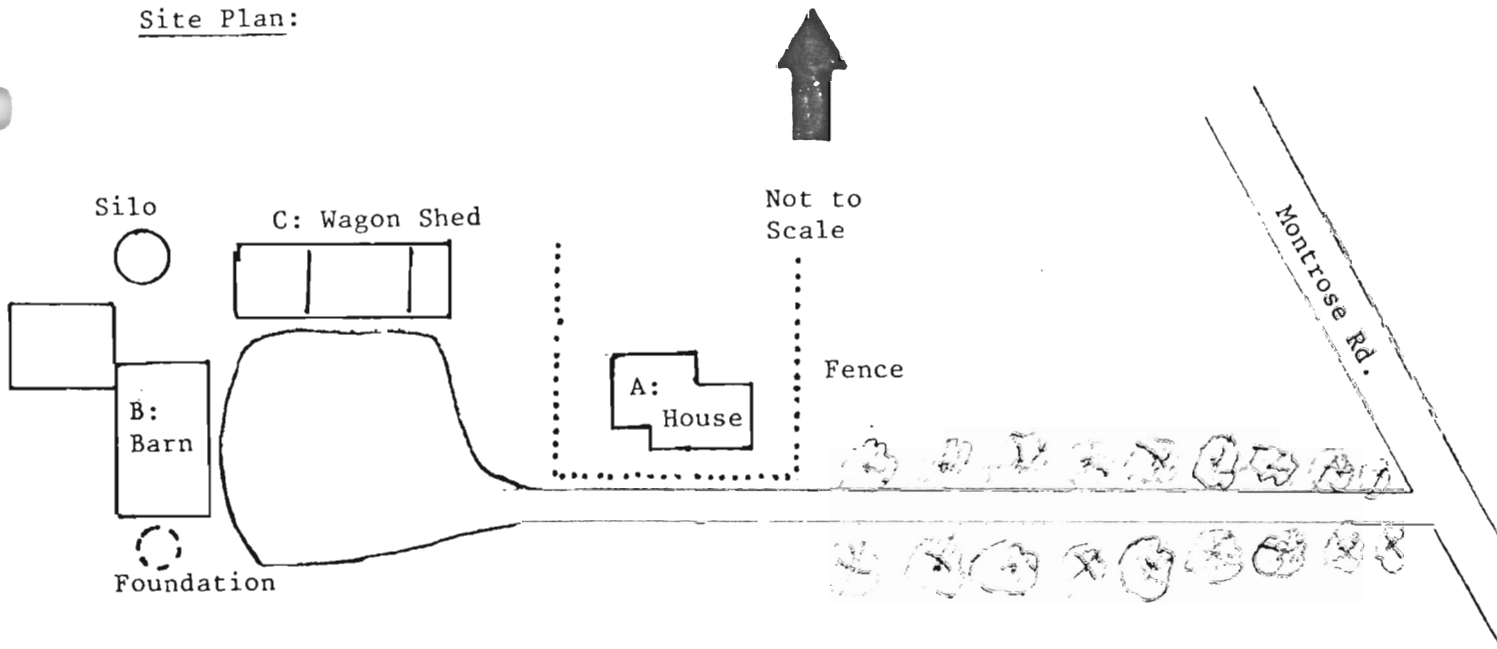 Site Plan:
Silo
C: Wagon Shed
Not to
Scale
Montrose Rd.
Fence
A:
House
B:
Barn
Foundation